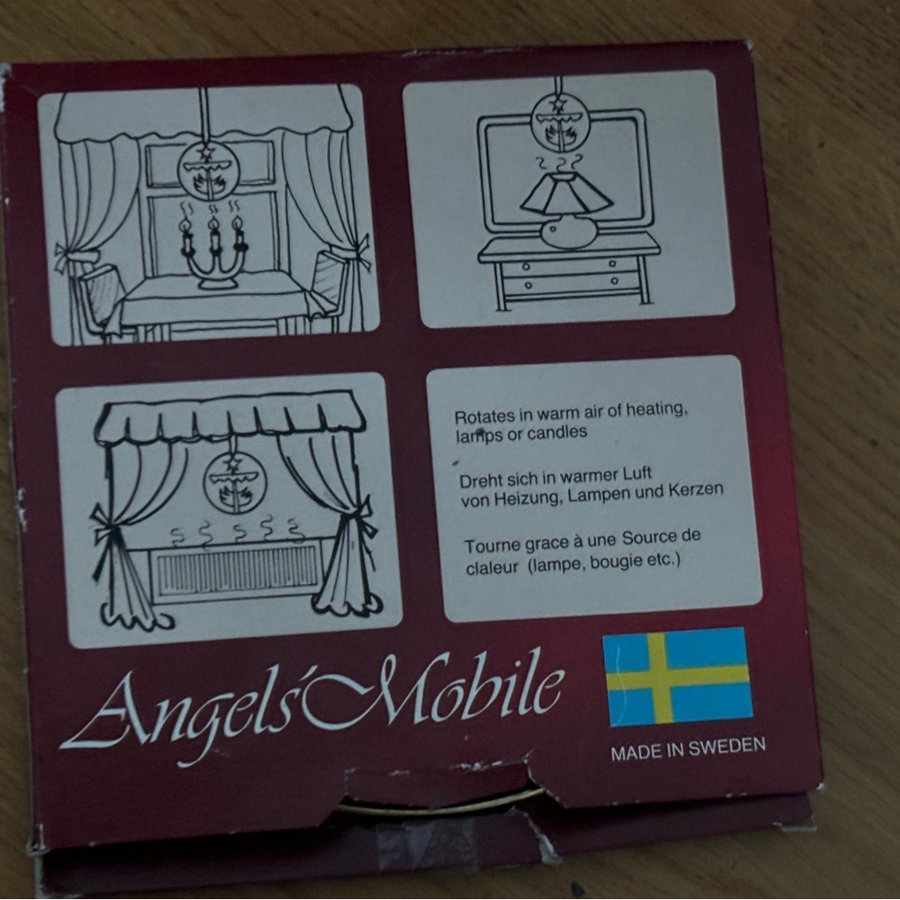 Rotates in warm air of heating,
lamps or candles
Dreht sich in warmer Luft
von Heizung, Lampen und Kerzen
Tourne grace à une Source de
claleur (lampe, bougie etc.)
Angels' Mobile
MADE IN SWEDEN